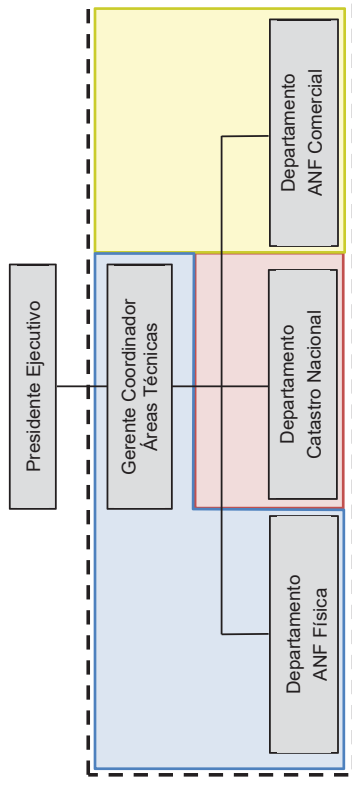 Presidente Ejecutivo
Gerente Coordinador
Áreas Técnicas
Departamento
ANF Física
Departamento
Catastro Nacional
Departamento
ANF Comercial